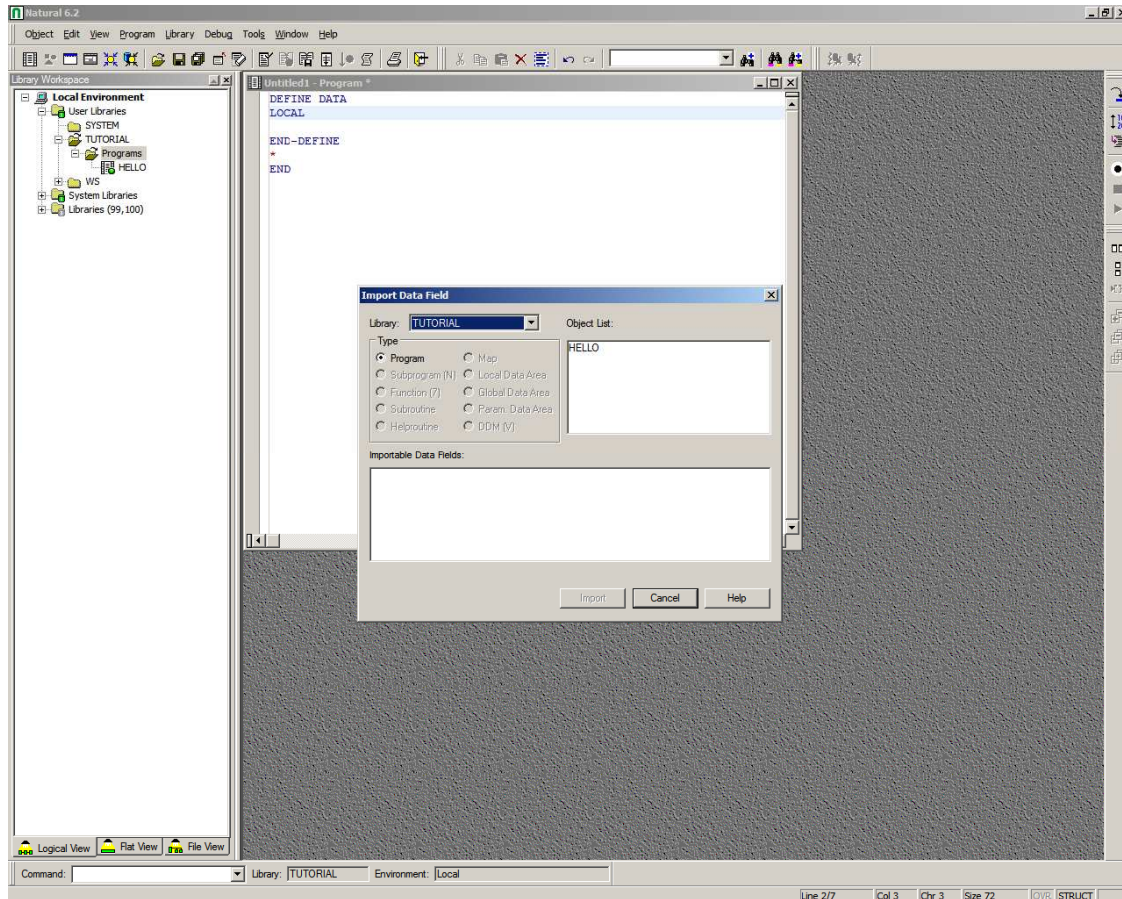 Natural 6.2
Object Edit View Program Library Debug Tools Window Help
Library Workspace
Local Environment
User Libraries
SYSTEM
TUTORIAL
Programs
HELLO
WS
System Libraries
Libraries (99,100)
Untitled1 - Program *
DEFINE DATA
LOCAL
END-DEFINE
*
END
Import Data Field
Library: TUTORIAL
Object List:
HELLO
Type
Program
Map
Subprogram (N)
Local Data Area
Function (7)
Global Data Area
Subroutine
Param. Data Area
Helproutine
DDM (V)
Importable Data Fields:
Import Cancel Help
Logical View Flat View File View
Command: Library: TUTORIAL Environment: Local
Line 2/7 Col 3 Chr 3 Size 72 OVR STRUCT